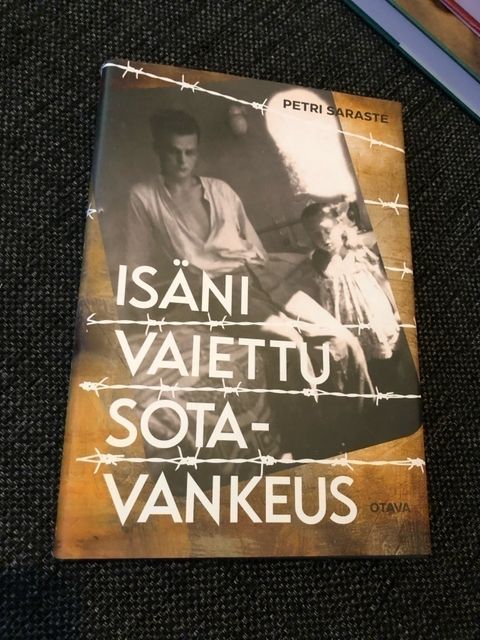 PETRI SARASTE
ISÄNI
VAIETTU
SOTA-
VANKEUS
OTAVA